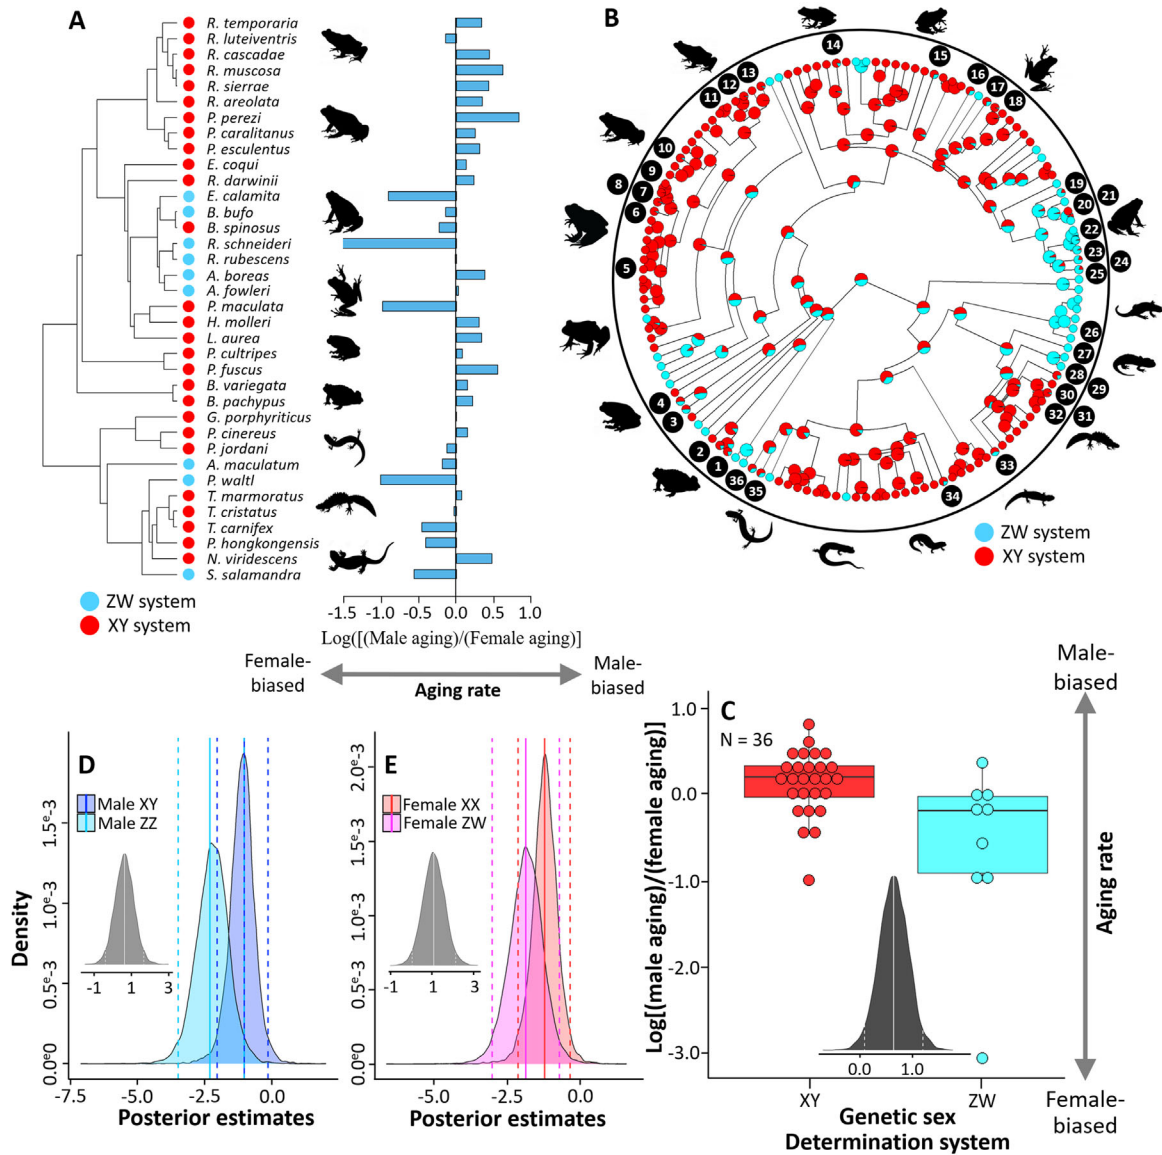 A
R. temporaria
R. luteiventris
R. cascadae
R. muscosa
R. sierrae
R. areolata
P. perezi
P. caralitanus
P. esculentus
E. coqui
R. darwinii
E. calamita
B. bufo
B. spinosus
R. schneideri
R. rubescens
A. boreas
A. fowleri
P. maculata
H. molleri
L. aurea
P. cultripes
P. fuscus
B. variegata
B. pachypus
G. porphyriticus
P. cinereus
P. jordani
A. maculatum
P. waltl
T. marmoratus
T. cristatus
T. carnifex
P. hongkongensis
N. viridescens
S. salamandra
ZW system
XY system
-1.5 -1.0 -0.5 0.0 0.5 1.0
Log([(Male aging)/(Female aging)]
Female-
biased
Aging rate
Male-
biased
B
1
2
3
4
5
6
7
8
9
10
11
12
13
14
15
16
17
18
19
20
21
22
23
24
25
26
27
28
29
30
31
32
33
34
35
36
ZW system
XY system
D
Male XY
Male ZZ
-1 1 3
Density
0.0e0
0.5e-3
1.0e-3
1.5e-3
-7.5 -5.0 -2.5 0.0
Posterior estimates
E
Female XX
Female ZW
-1 1 3
0.0e0
0.5e-3
1.0e-3
1.5e-3
2.0e-3
-5.0 -2.5 0.0
Posterior estimates
C
N = 36
Log[(male aging)/(female aging)]
1.0
0.0
-1.0
-2.0
-3.0
0.0 1.0
XY ZW
Genetic sex
Determination system
Male-
biased
Aging rate
Female-
biased